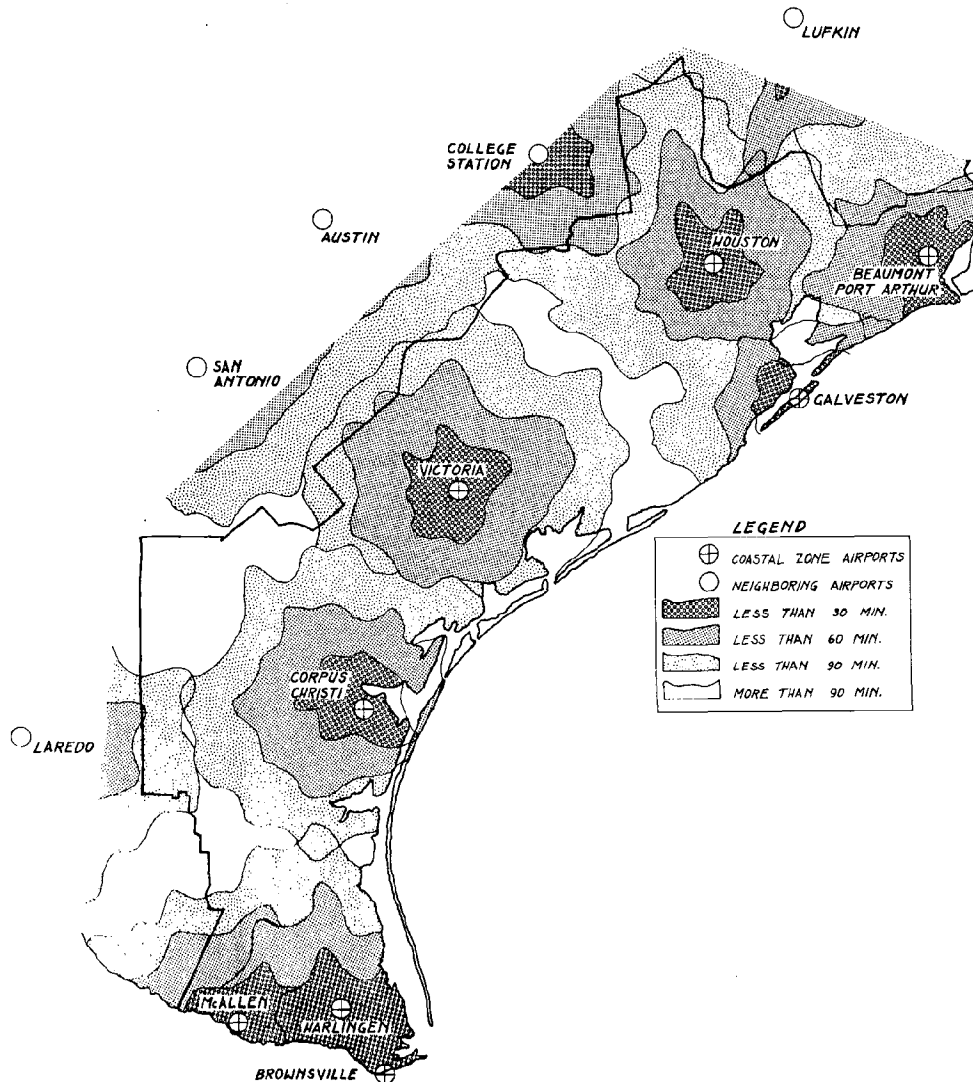 LUFKIN
COLLEGE
STATION
AUSTIN
HOUSTON
BEAUMONT
PORT ARTHUR
SAN
ANTONIO
GALVESTON
VICTORIA
LEGEND
COASTAL ZONE AIRPORTS
NEIGHBORING AIRPORTS
LESS THAN 30 MIN.
LESS THAN 60 MIN.
LESS THAN 90 MIN.
MORE THAN 90 MIN.
CORPUS
CHRISTI
LAREDO
McALLEN
HARLINGEN
BROWNSVILLE